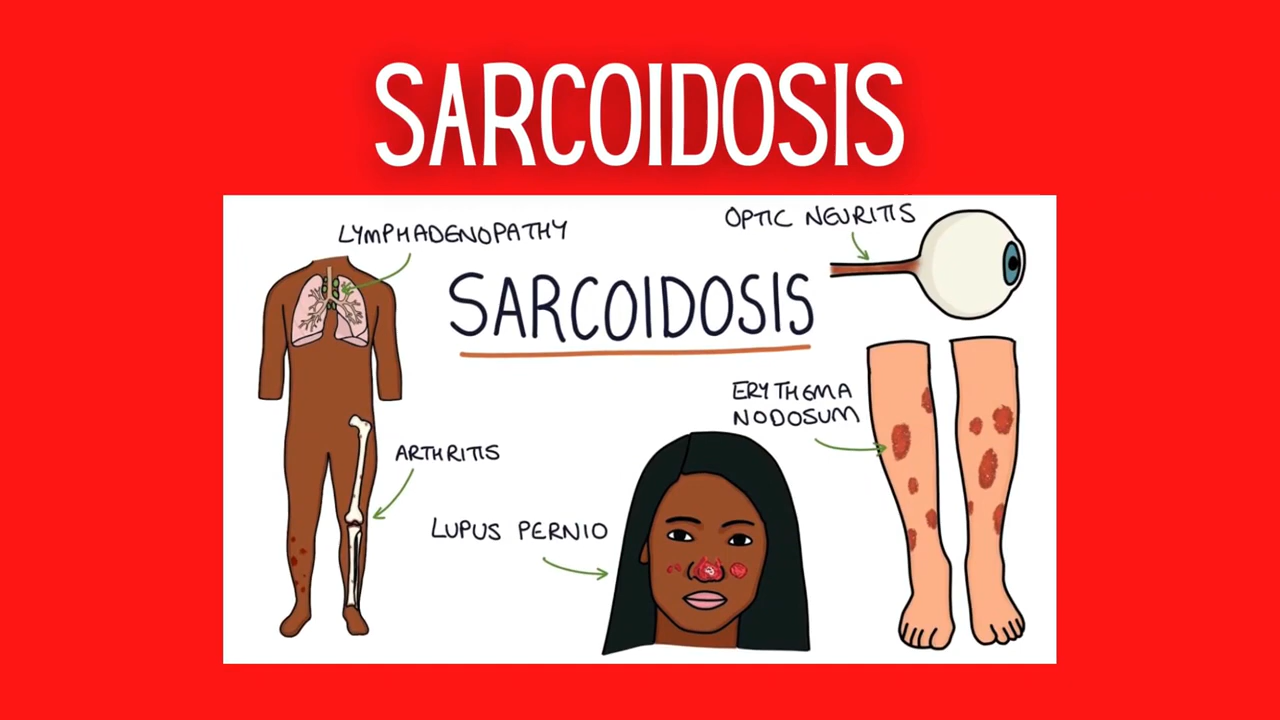 SARCOIDOSIS
LYMPHADENOPATHY
OPTIC NEURITIS
SARCOIDOSIS
ERYTHEMA
NODOSUM
ARTHRITIS
LUPUS PERNIO